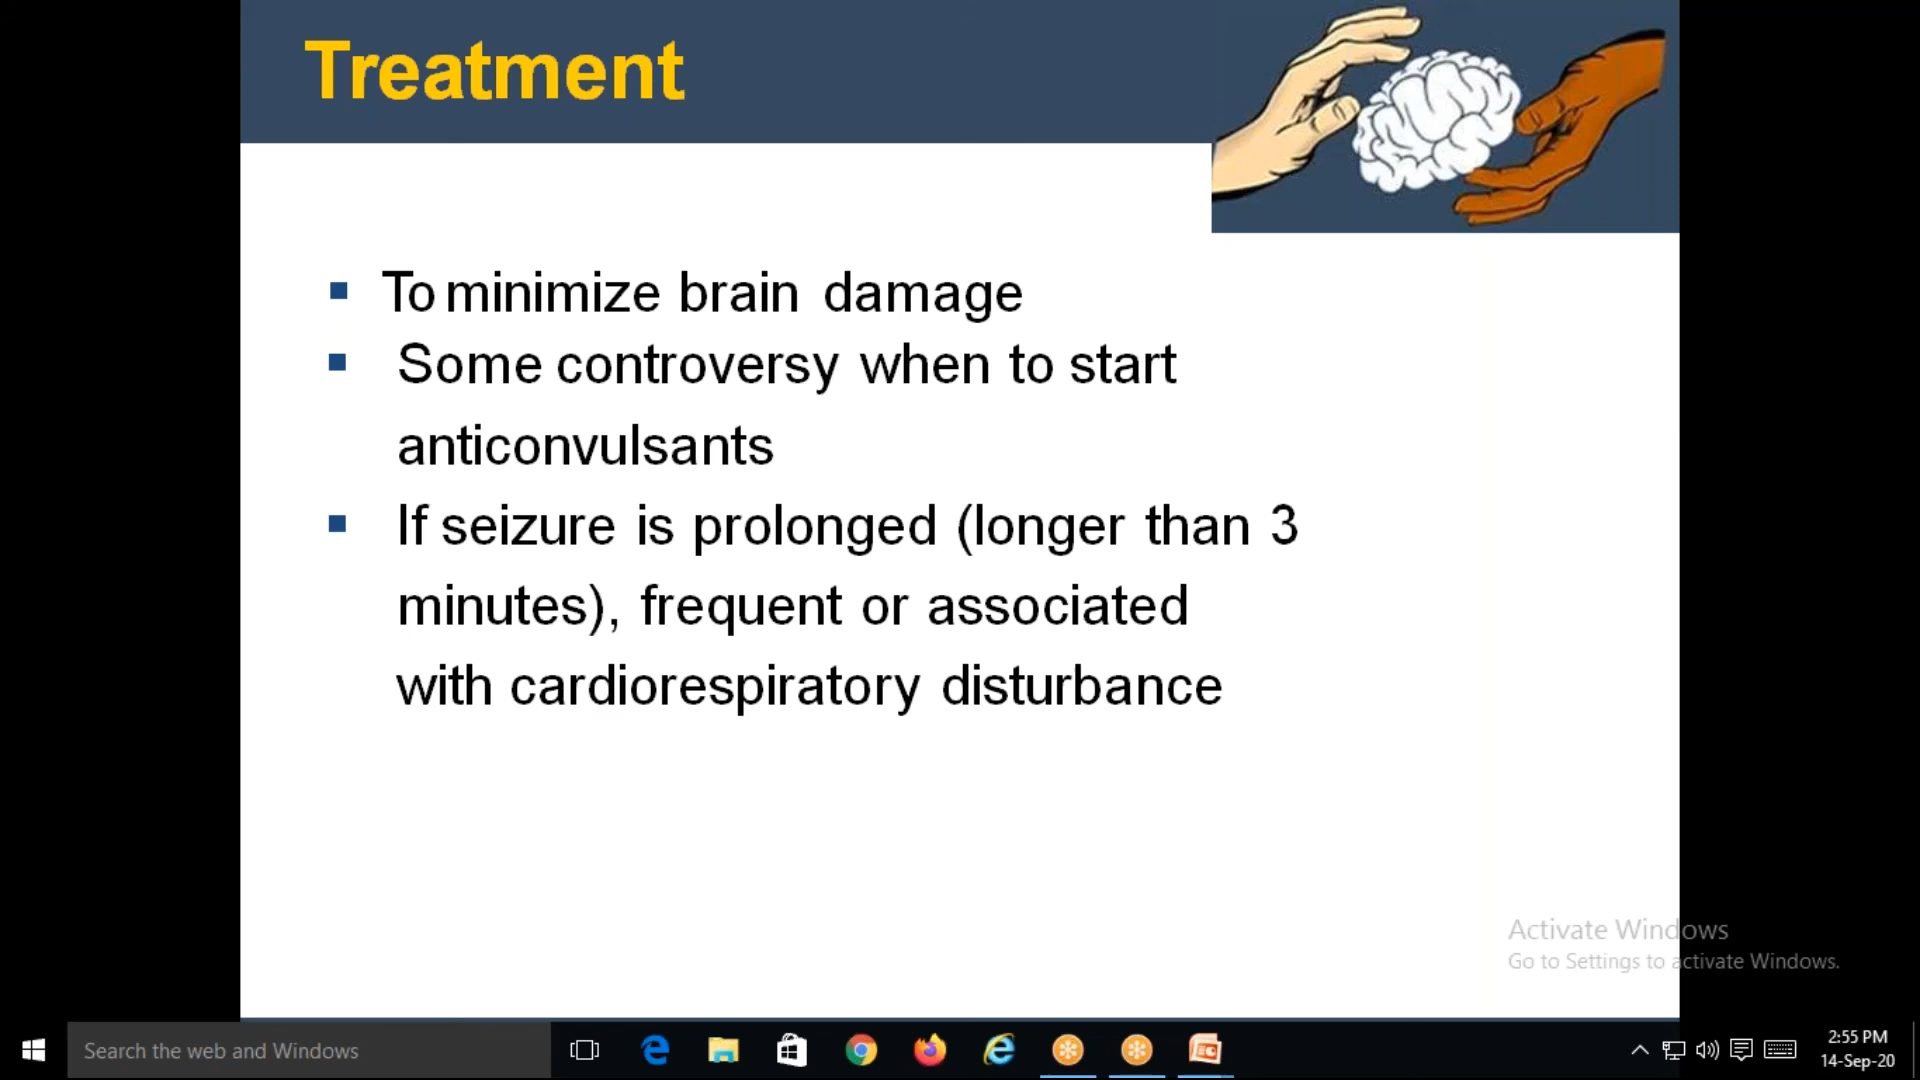 Treatment
To minimize brain damage
Some controversy when to start
anticonvulsants
If seizure is prolonged (longer than 3
minutes), frequent or associated
with cardiorespiratory disturbance
Activate Windows
Go to Settings to activate Windows.
Search the web and Windows
2:55 PM
14-Sep-20